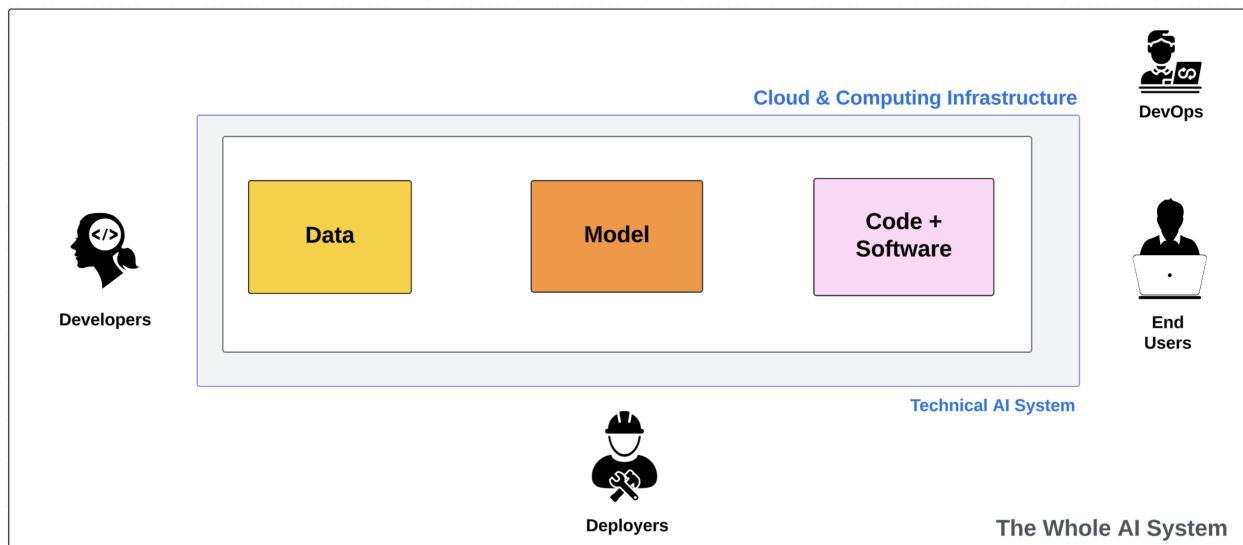 DevOps
Cloud & Computing Infrastructure
Data
Model
Code +
Software
</>
Developers
End
Users
Technical AI System
Deployers
The Whole AI System